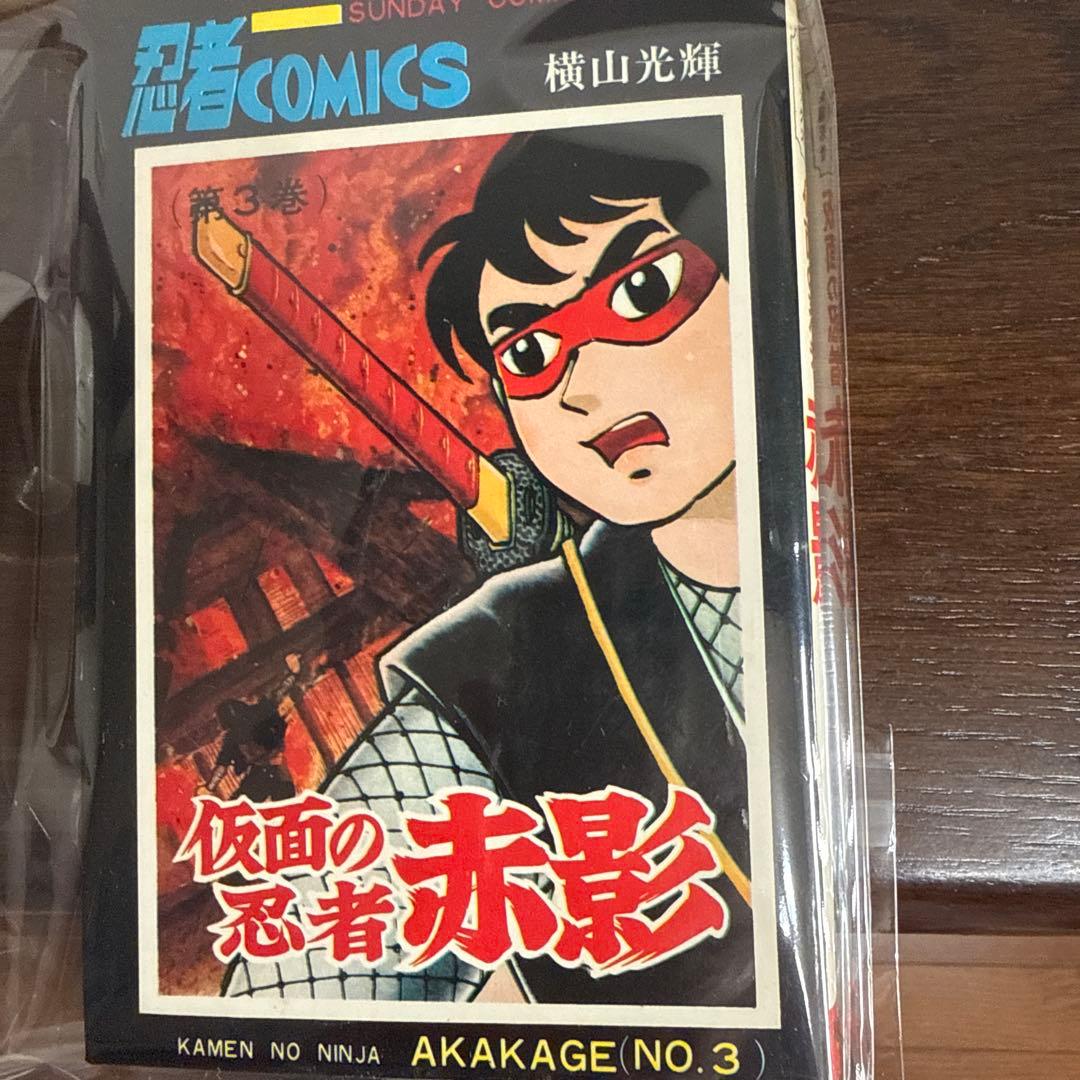 SUNDAY
忍者COMICS
横山光輝
(第3巻)
仮面の
忍者
赤影
KAMEN NO NINJA AKAKAGE(NO.3)